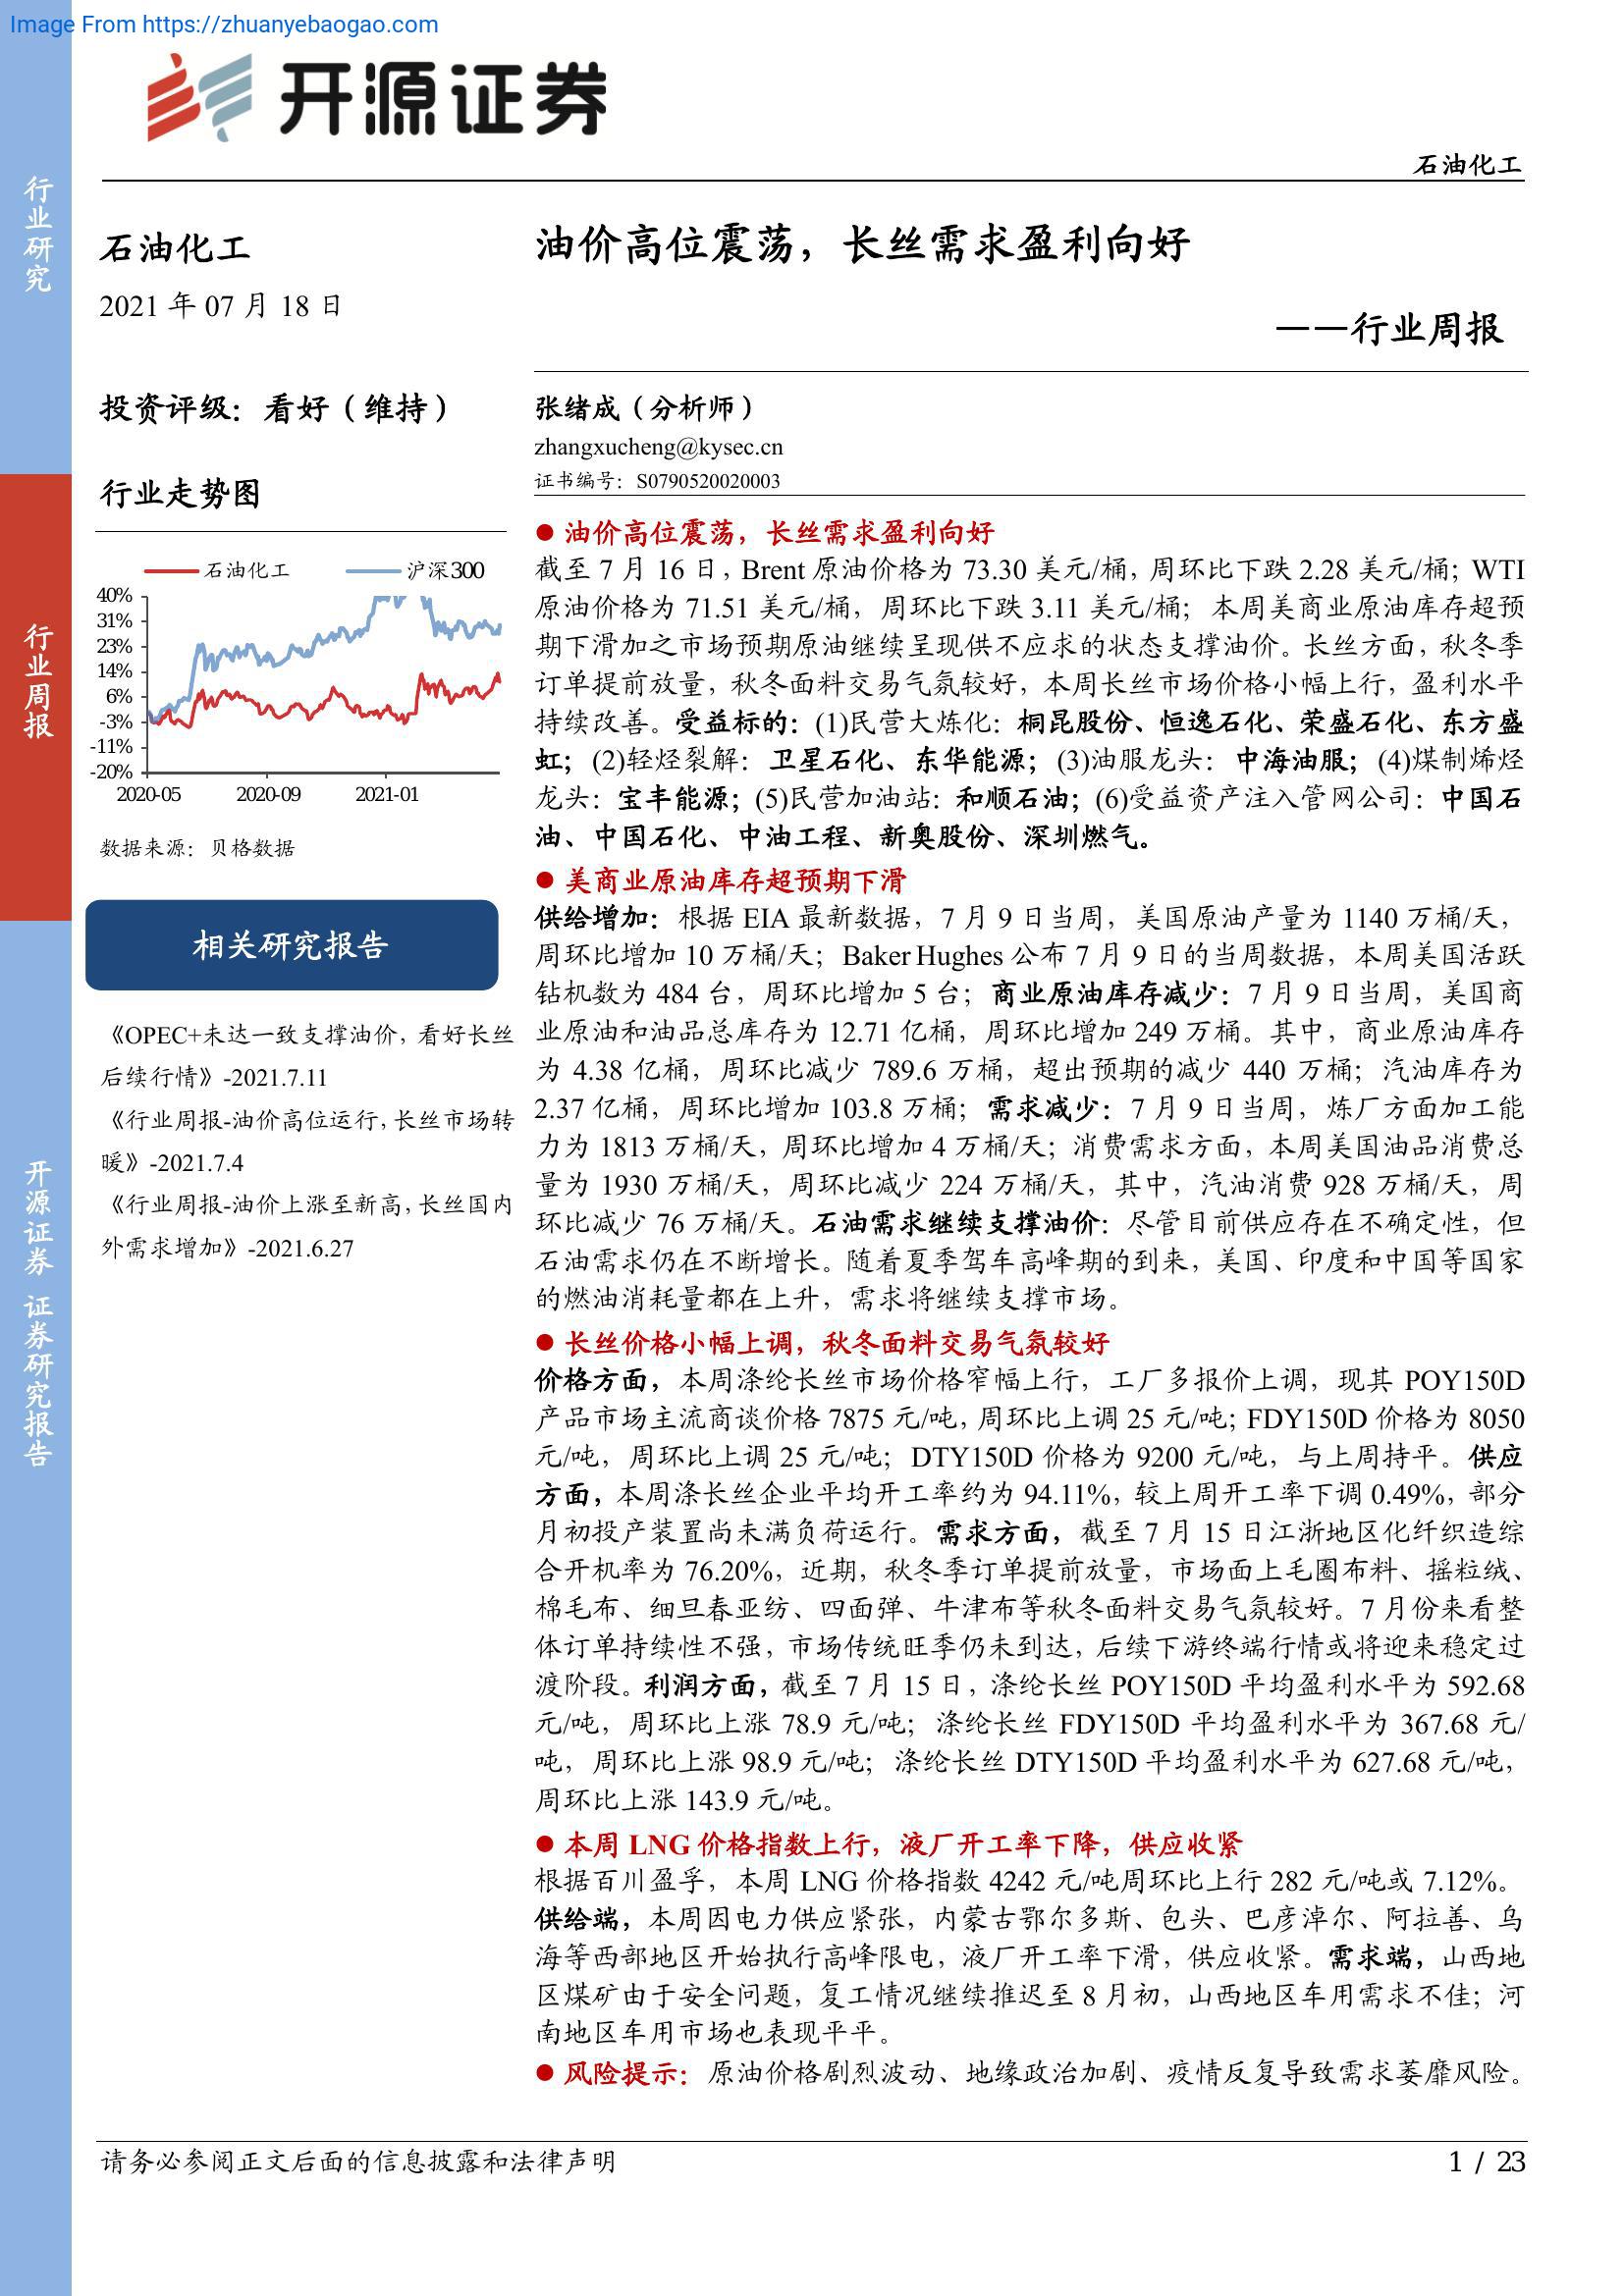 Image From https://zhuanyebaogao.com
开源证券
石油化工
行业研究
行业周报
开源证券 证券研究报告
石油化工
2021 年 07 月 18 日
投资评级：看好（维持）
行业走势图
石油化工 沪深300
40%
31%
23%
14%
6%
-3%
-11%
-20%
2020-05 2020-09 2021-01
数据来源：贝格数据
相关研究报告
《OPEC+未达一致支撑油价，看好长丝
后续行情》-2021.7.11
《行业周报-油价高位运行，长丝市场转
暖》-2021.7.4
《行业周报-油价上涨至新高，长丝国内
外需求增加》-2021.6.27
油价高位震荡，长丝需求盈利向好
——行业周报
张绪成（分析师）
zhangxucheng@kysec.cn
证书编号：S0790520020003
● 油价高位震荡，长丝需求盈利向好
截至 7 月 16 日，Brent 原油价格为 73.30 美元/桶，周环比下跌 2.28 美元/桶；WTI
原油价格为 71.51 美元/桶，周环比下跌 3.11 美元/桶；本周美商业原油库存超预
期下滑加之市场预期原油继续呈现供不应求的状态支撑油价。长丝方面，秋冬季
订单提前放量，秋冬面料交易气氛较好，本周长丝市场价格小幅上行，盈利水平
持续改善。受益标的：(1)民营大炼化：桐昆股份、恒逸石化、荣盛石化、东方盛
虹；(2)轻烃裂解：卫星石化、东华能源；(3)油服龙头：中海油服；(4)煤制烯烃
龙头：宝丰能源；(5)民营加油站：和顺石油；(6)受益资产注入管网公司：中国石
油、中国石化、中油工程、新奥股份、深圳燃气。
● 美商业原油库存超预期下滑
供给增加：根据 EIA 最新数据，7 月 9 日当周，美国原油产量为 1140 万桶/天，
周环比增加 10 万桶/天；Baker Hughes 公布 7 月 9 日的当周数据，本周美国活跃
钻机数为 484 台，周环比增加 5 台；商业原油库存减少：7 月 9 日当周，美国商
业原油和油品总库存为 12.71 亿桶，周环比增加 249 万桶。其中，商业原油库存
为 4.38 亿桶，周环比减少 789.6 万桶，超出预期的减少 440 万桶；汽油库存为
2.37 亿桶，周环比增加 103.8 万桶；需求减少：7 月 9 日当周，炼厂方面加工能
力为 1813 万桶/天，周环比增加 4 万桶/天；消费需求方面，本周美国油品消费总
量为 1930 万桶/天，周环比减少 224 万桶/天，其中，汽油消费 928 万桶/天，周
环比减少 76 万桶/天。石油需求继续支撑油价：尽管目前供应存在不确定性，但
石油需求仍在不断增长。随着夏季驾车高峰期的到来，美国、印度和中国等国家
的燃油消耗量都在上升，需求将继续支撑市场。
● 长丝价格小幅上调，秋冬面料交易气氛较好
价格方面，本周涤纶长丝市场价格窄幅上行，工厂多报价上调，现其 POY150D
产品市场主流商谈价格 7875 元/吨，周环比上调 25 元/吨；FDY150D 价格为 8050
元/吨，周环比上调 25 元/吨；DTY150D 价格为 9200 元/吨，与上周持平。供应
方面，本周涤长丝企业平均开工率约为 94.11%，较上周开工率下调 0.49%，部分
月初投产装置尚未满负荷运行。需求方面，截至 7 月 15 日江浙地区化纤织造综
合开机率为 76.20%，近期，秋冬季订单提前放量，市场面上毛圈布料、摇粒绒、
棉毛布、细旦春亚纺、四面弹、牛津布等秋冬面料交易气氛较好。7 月份来看整
体订单持续性不强，市场传统旺季仍未到达，后续下游终端行情或将迎来稳定过
渡阶段。利润方面，截至 7 月 15 日，涤纶长丝 POY150D 平均盈利水平为 592.68
元/吨，周环比上涨 78.9 元/吨；涤纶长丝 FDY150D 平均盈利水平为 367.68 元/
吨，周环比上涨 98.9 元/吨；涤纶长丝 DTY150D 平均盈利水平为 627.68 元/吨，
周环比上涨 143.9 元/吨。
● 本周 LNG 价格指数上行，液厂开工率下降，供应收紧
根据百川盈孚，本周 LNG 价格指数 4242 元/吨周环比上行 282 元/吨或 7.12%。
供给端，本周因电力供应紧张，内蒙古鄂尔多斯、包头、巴彦淖尔、阿拉善、乌
海等西部地区开始执行高峰限电，液厂开工率下滑，供应收紧。需求端，山西地
区煤矿由于安全问题，复工情况继续推迟至 8 月初，山西地区车用需求不佳；河
南地区车用市场也表现平平。
● 风险提示：原油价格剧烈波动、地缘政治加剧、疫情反复导致需求萎靡风险。
请务必参阅正文后面的信息披露和法律声明
1 / 23